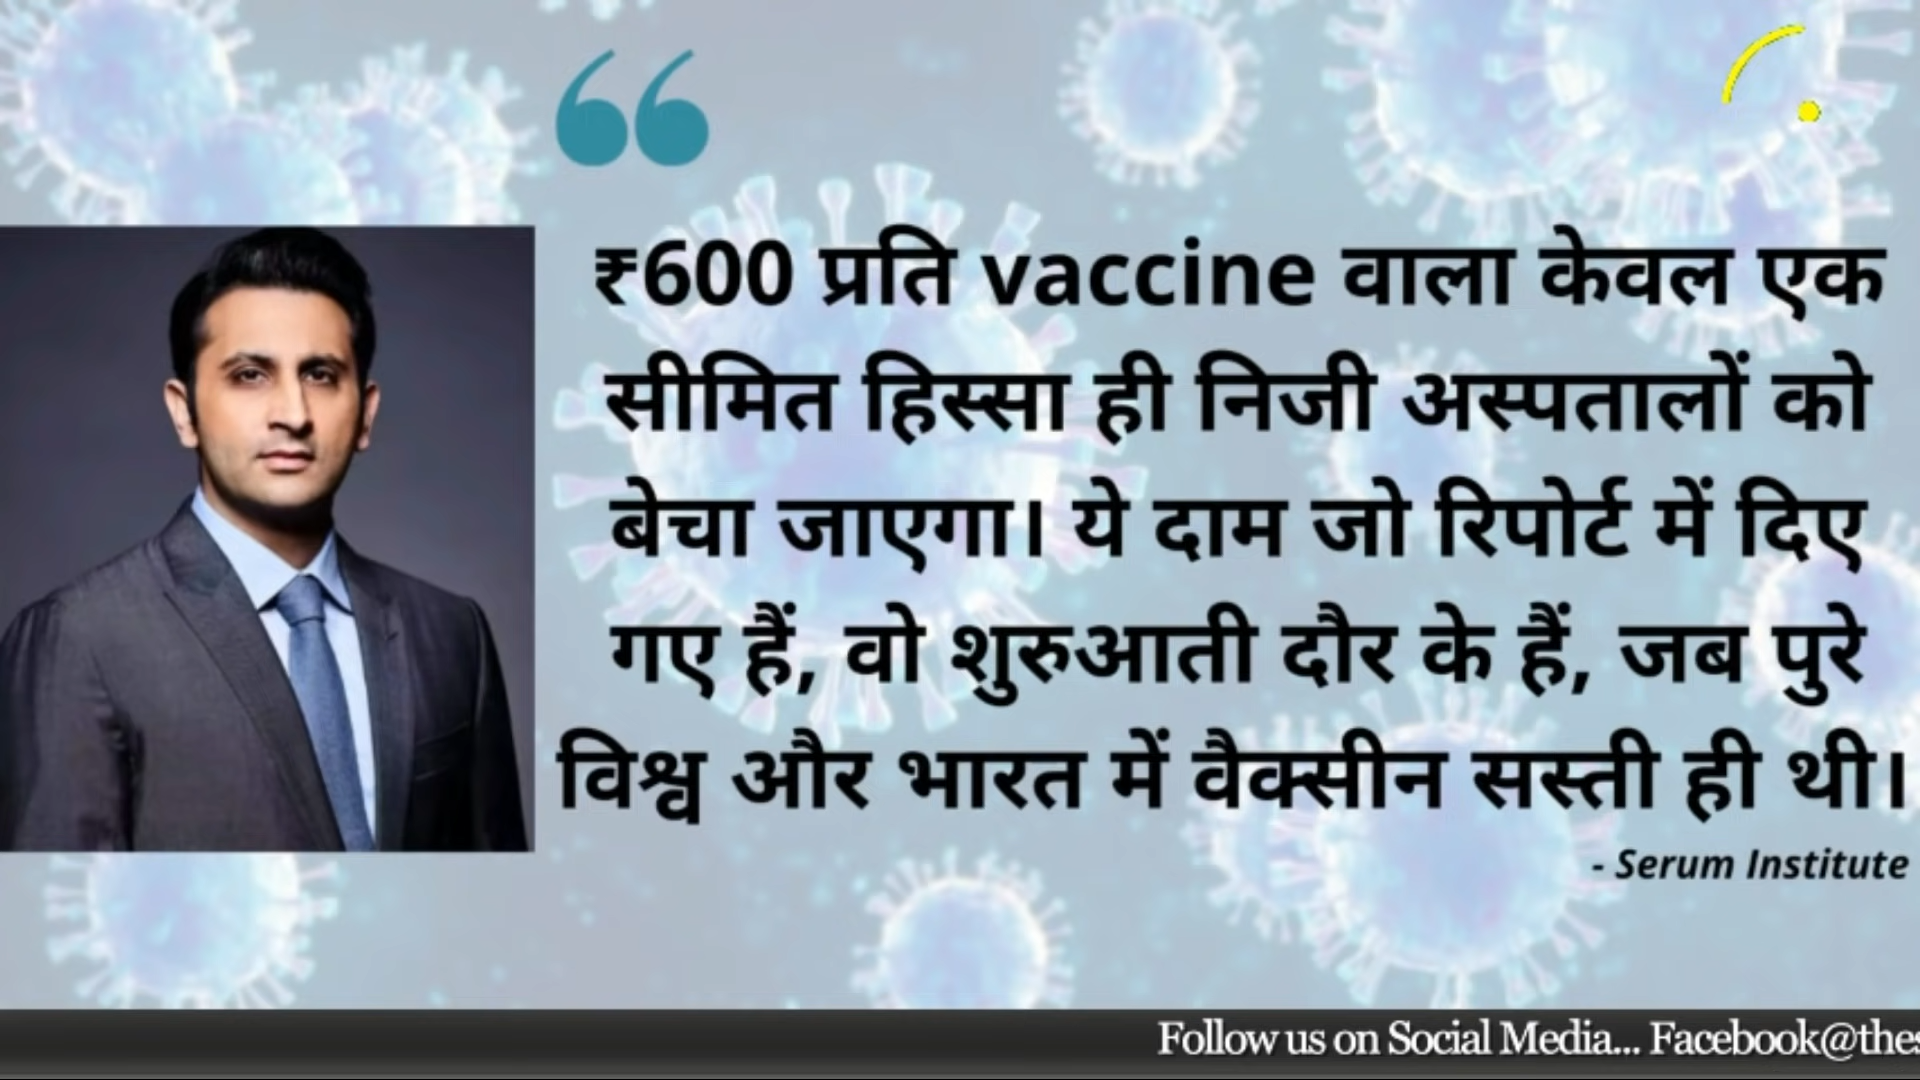 ₹600 प्रति vaccine वाला केवल एक
सीमित हिस्सा ही निजी अस्पतालों को
बेचा जाएगा। ये दाम जो रिपोर्ट में दिए
गए हैं, वो शुरुआती दौर के हैं, जब पुरे
विश्व और भारत में वैक्सीन सस्ती ही थी।
- Serum Institute
Follow us on Social Media... Facebook@thes